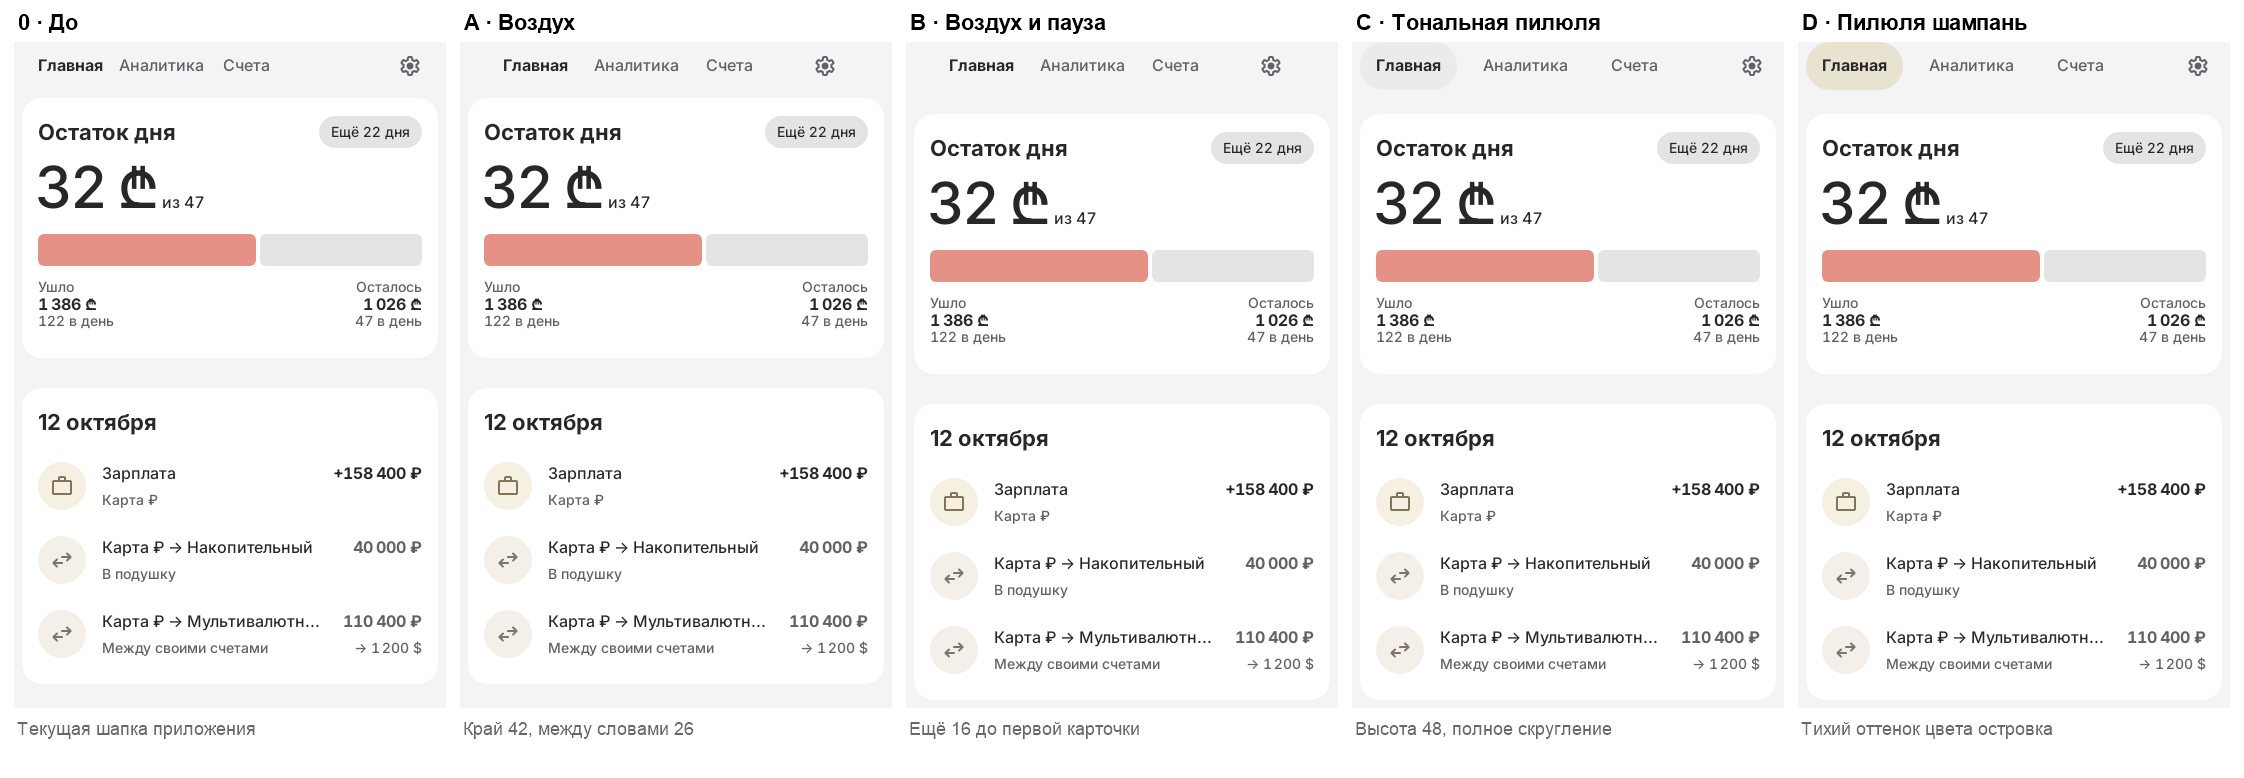 0 · До
Главная Аналитика Счета
Остаток дня Ещё 22 дня
32 ₾ из 47
Ушло Осталось
1 386 ₾ 1 026 ₾
122 в день 47 в день
12 октября
Зарплата +158 400 ₽
Карта ₽
Карта ₽ → Накопительный 40 000 ₽
В подушку
Карта ₽ → Мультивалютн... 110 400 ₽
Между своими счетами → 1 200 $
Текущая шапка приложения
A · Воздух
Главная Аналитика Счета
Остаток дня Ещё 22 дня
32 ₾ из 47
Ушло Осталось
1 386 ₾ 1 026 ₾
122 в день 47 в день
12 октября
Зарплата +158 400 ₽
Карта ₽
Карта ₽ → Накопительный 40 000 ₽
В подушку
Карта ₽ → Мультивалютн... 110 400 ₽
Между своими счетами → 1 200 $
Край 42, между словами 26
B · Воздух и пауза
Главная Аналитика Счета
Остаток дня Ещё 22 дня
32 ₾ из 47
Ушло Осталось
1 386 ₾ 1 026 ₾
122 в день 47 в день
12 октября
Зарплата +158 400 ₽
Карта ₽
Карта ₽ → Накопительный 40 000 ₽
В подушку
Карта ₽ → Мультивалютн... 110 400 ₽
Между своими счетами → 1 200 $
Ещё 16 до первой карточки
C · Тональная пилюля
Главная Аналитика Счета
Остаток дня Ещё 22 дня
32 ₾ из 47
Ушло Осталось
1 386 ₾ 1 026 ₾
122 в день 47 в день
12 октября
Зарплата +158 400 ₽
Карта ₽
Карта ₽ → Накопительный 40 000 ₽
В подушку
Карта ₽ → Мультивалютн... 110 400 ₽
Между своими счетами → 1 200 $
Высота 48, полное скругление
D · Пилюля шампань
Главная Аналитика Счета
Остаток дня Ещё 22 дня
32 ₾ из 47
Ушло Осталось
1 386 ₾ 1 026 ₾
122 в день 47 в день
12 октября
Зарплата +158 400 ₽
Карта ₽
Карта ₽ → Накопительный 40 000 ₽
В подушку
Карта ₽ → Мультивалютн... 110 400 ₽
Между своими счетами → 1 200 $
Тихий оттенок цвета островка